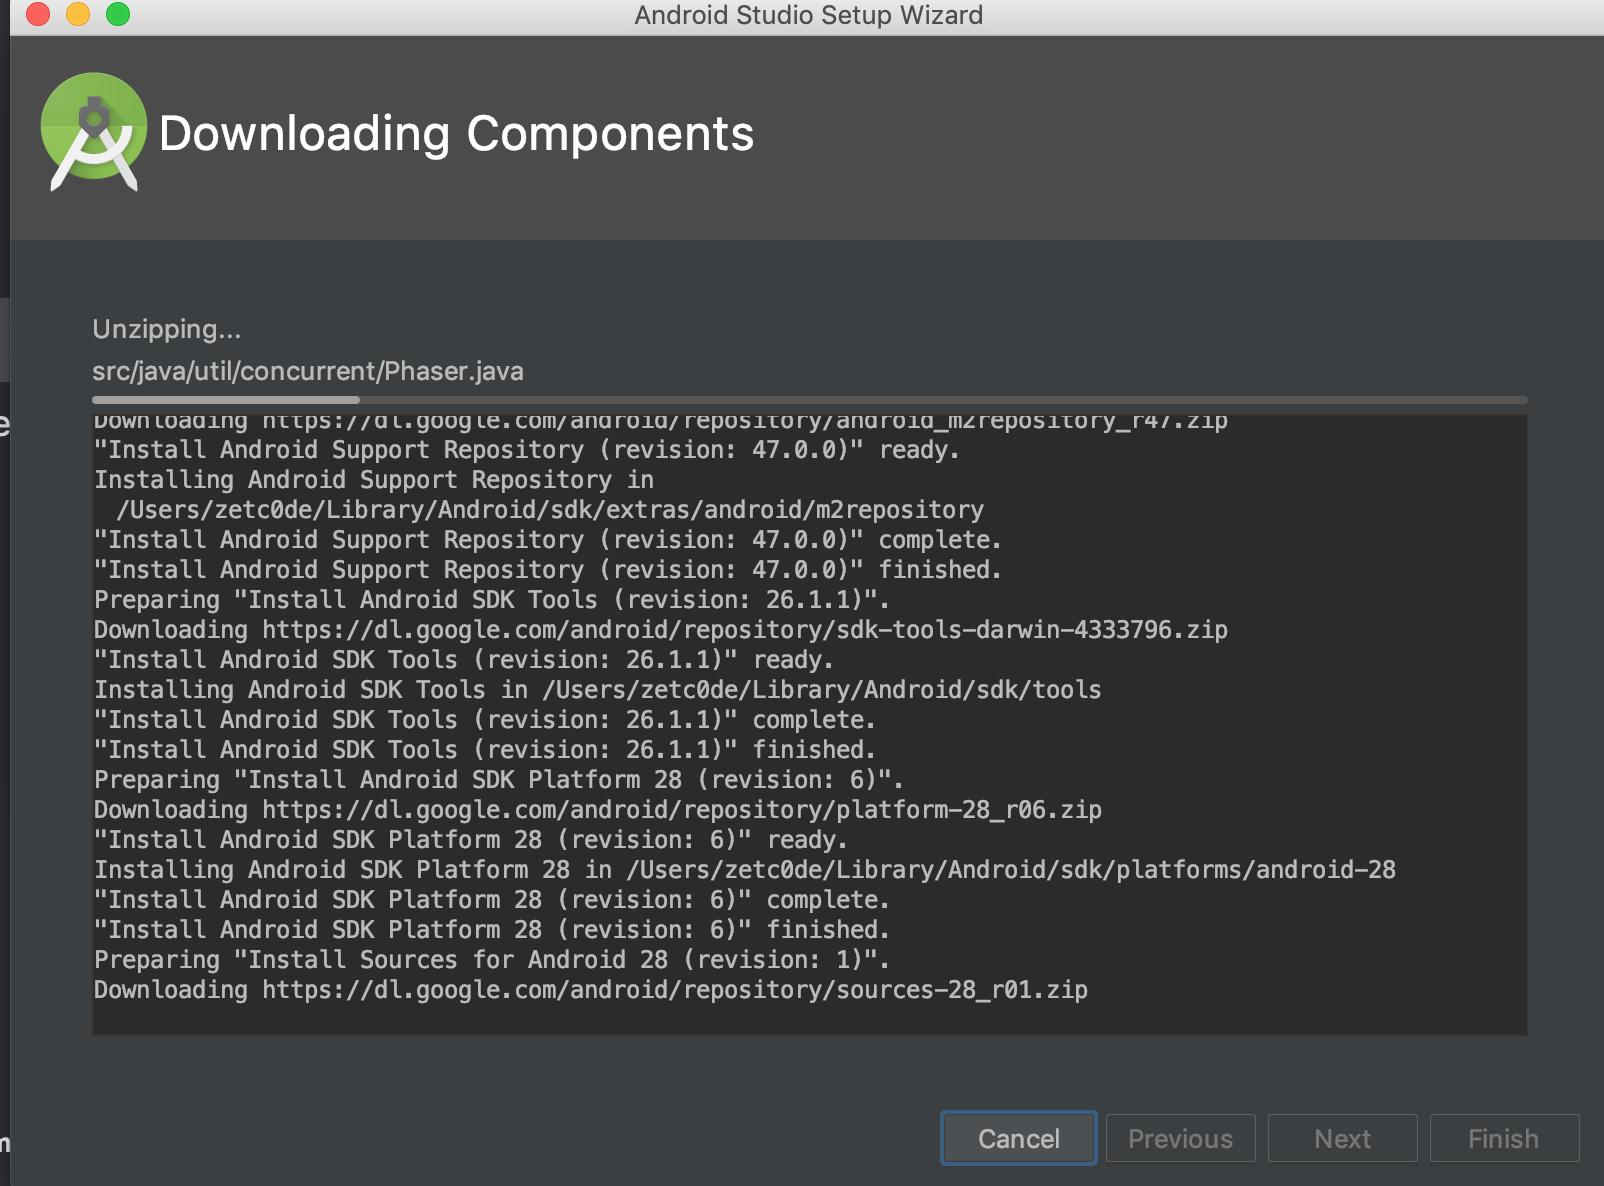 Android Studio Setup Wizard
Downloading Components
Unzipping...
src/java/util/concurrent/Phaser.java
Downloading https://dl.google.com/android/repository/android_m2repository_r47.zip
"Install Android Support Repository (revision: 47.0.0)" ready.
Installing Android Support Repository in
/Users/zetc0de/Library/Android/sdk/extras/android/m2repository
"Install Android Support Repository (revision: 47.0.0)" complete.
"Install Android Support Repository (revision: 47.0.0)" finished.
Preparing "Install Android SDK Tools (revision: 26.1.1)".
Downloading https://dl.google.com/android/repository/sdk-tools-darwin-4333796.zip
"Install Android SDK Tools (revision: 26.1.1)" ready.
Installing Android SDK Tools in /Users/zetc0de/Library/Android/sdk/tools
"Install Android SDK Tools (revision: 26.1.1)" complete.
"Install Android SDK Tools (revision: 26.1.1)" finished.
Preparing "Install Android SDK Platform 28 (revision: 6)".
Downloading https://dl.google.com/android/repository/platform-28_r06.zip
"Install Android SDK Platform 28 (revision: 6)" ready.
Installing Android SDK Platform 28 in /Users/zetc0de/Library/Android/sdk/platforms/android-28
"Install Android SDK Platform 28 (revision: 6)" complete.
"Install Android SDK Platform 28 (revision: 6)" finished.
Preparing "Install Sources for Android 28 (revision: 1)".
Downloading https://dl.google.com/android/repository/sources-28_r01.zip
Cancel Previous Next Finish